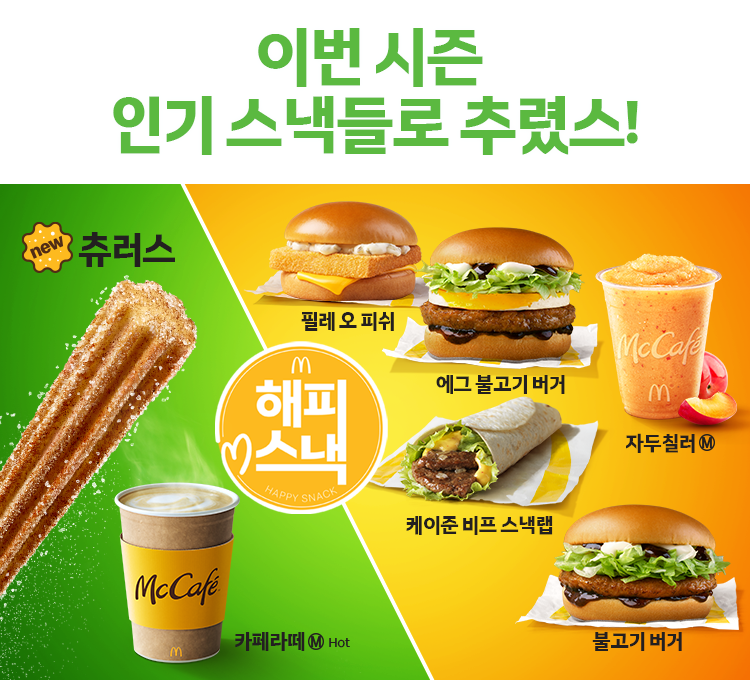 이번 시즌
인기 스낵들로 추렸스!
new 츄러스
필레 오 피쉬
에그 불고기 버거
McCafé
자두칠러 Ⓜ
해피
스낵
HAPPY SNACK
케이준 비프 스낵랩
McCafé
카페라떼 Ⓜ Hot
불고기 버거